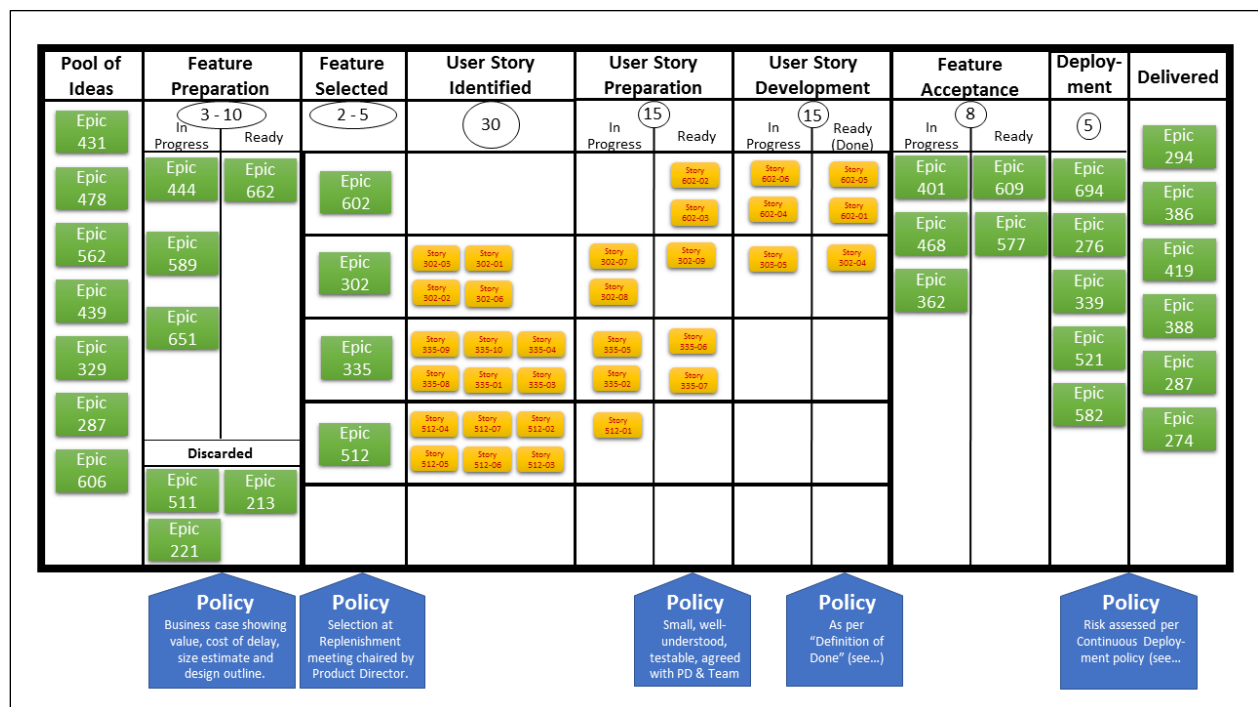 Pool of
Ideas
Feature
Preparation
Feature
Selected
User Story
Identified
User Story
Preparation
User Story
Development
Feature
Acceptance
Deploy-
ment
Delivered
3 - 10
2 - 5
30
15
15
8
5
In
Progress
Ready
In
Progress
Ready
In
Progress
Ready
(Done)
In
Progress
Ready
Epic
431
Epic
478
Epic
562
Epic
439
Epic
329
Epic
287
Epic
606
Epic
444
Epic
589
Epic
651
Epic
662
Discarded
Epic
511
Epic
213
Epic
221
Epic
602
Story
602-02
Story
602-03
Story
602-06
Story
602-04
Story
602-05
Story
602-01
Epic
302
Story
302-03
Story
302-01
Story
302-02
Story
302-06
Story
302-07
Story
302-08
Story
302-09
Story
303-05
Story
302-04
Epic
335
Story
335-09
Story
335-10
Story
335-04
Story
335-08
Story
335-01
Story
335-03
Story
335-05
Story
335-02
Story
335-06
Story
335-07
Epic
512
Story
512-04
Story
512-07
Story
512-02
Story
512-05
Story
512-06
Story
512-03
Story
512-01
Epic
401
Epic
468
Epic
362
Epic
609
Epic
577
Epic
694
Epic
276
Epic
339
Epic
521
Epic
582
Epic
294
Epic
386
Epic
419
Epic
388
Epic
287
Epic
274
Policy
Business case showing
value, cost of delay,
size estimate and
design outline.
Policy
Selection at
Replenishment
meeting chaired by
Product Director.
Policy
Small, well-
understood,
testable, agreed
with PD & Team
Policy
As per
“Definition of
Done” (see…)
Policy
Risk assessed per
Continuous Deploy-
ment policy (see…